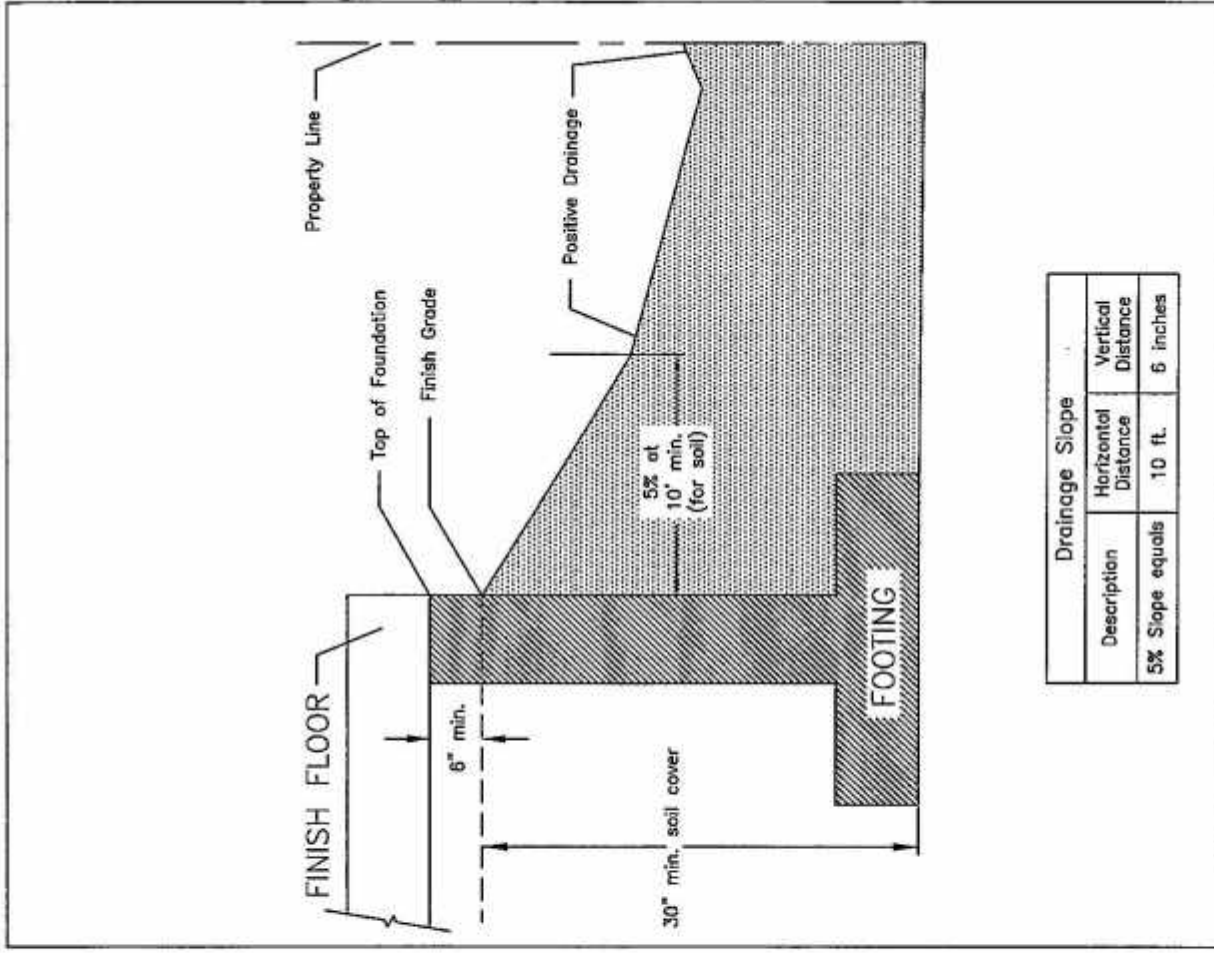 Property Line
Top of Foundation
Finish Grade
FINISH FLOOR
6" min.
Positive Drainage
5% at
10' min.
(for soil)
30" min. soil cover
FOOTING
Drainage Slope
Description
Horizontal
Distance
Vertical
Distance
5% Slope equals
10 ft.
6 inches